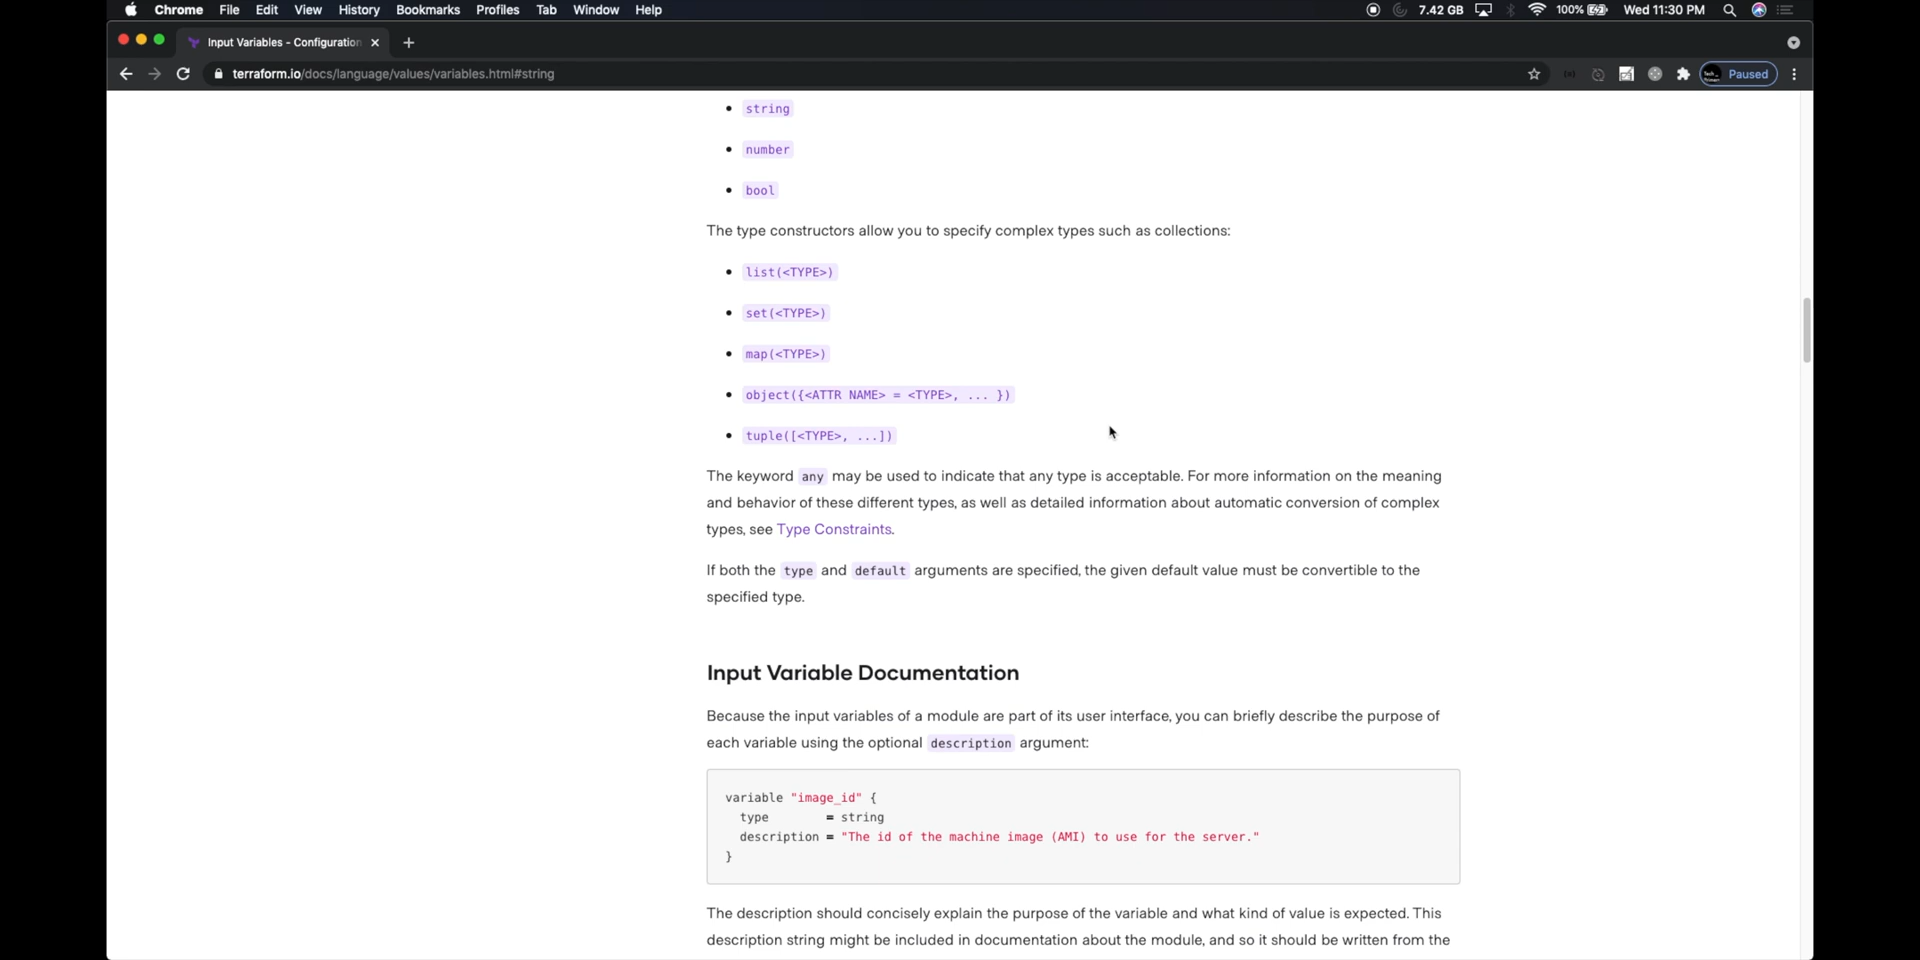 Chrome File Edit View History Bookmarks Profiles Tab Window Help 7.42 GB 100% Wed 11:30 PM
Input Variables - Configuration
terraform.io/docs/language/values/variables.html#string Paused
• string
• number
• bool
The type constructors allow you to specify complex types such as collections:
• list(<TYPE>)
• set(<TYPE>)
• map(<TYPE>)
• object({<ATTR NAME> = <TYPE>, ... })
• tuple([<TYPE>, ...])
The keyword any may be used to indicate that any type is acceptable. For more information on the meaning
and behavior of these different types, as well as detailed information about automatic conversion of complex
types, see Type Constraints.
If both the type and default arguments are specified, the given default value must be convertible to the
specified type.
Input Variable Documentation
Because the input variables of a module are part of its user interface, you can briefly describe the purpose of
each variable using the optional description argument:
variable "image_id" {
type = string
description = "The id of the machine image (AMI) to use for the server."
}
The description should concisely explain the purpose of the variable and what kind of value is expected. This
description string might be included in documentation about the module, and so it should be written from the